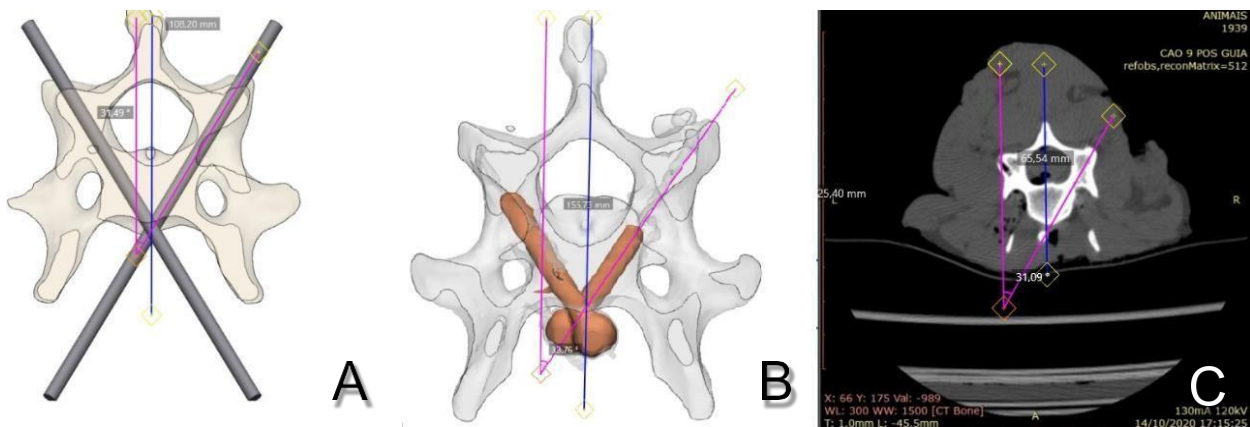 108,20 mm
31,49 °
A
155,73 mm
33,76 °
B
ANIMAIS
1939
CAO 9 POS GUIA
refobs,reconMatrix=512
65,54 mm
25,40 mm
L
R
31,09 °
C
X: 66 Y: 175 Val: -989
WL: 300 WW: 1500 [CT Bone]
T: 1.0mm L: -45.5mm
A
130mA 120kV
14/10/2020 17:15:25